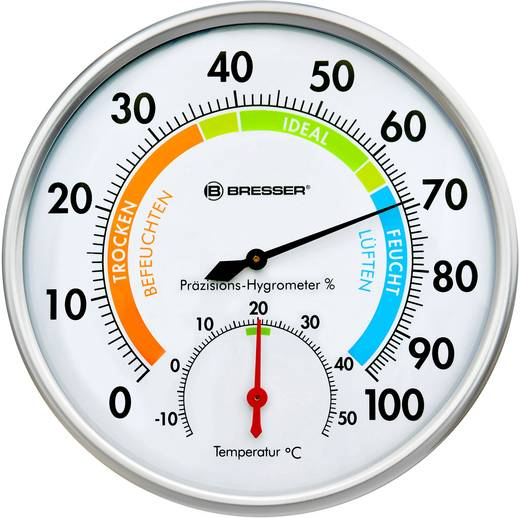 0
10
20
30
40
50
60
70
80
90
100
TROCKEN
BEFEUCHTEN
IDEAL
FEUCHT
LÜFTEN
B BRESSER®
Präzisions-Hygrometer %
-10
0
10
20
30
40
50
Temperatur °C